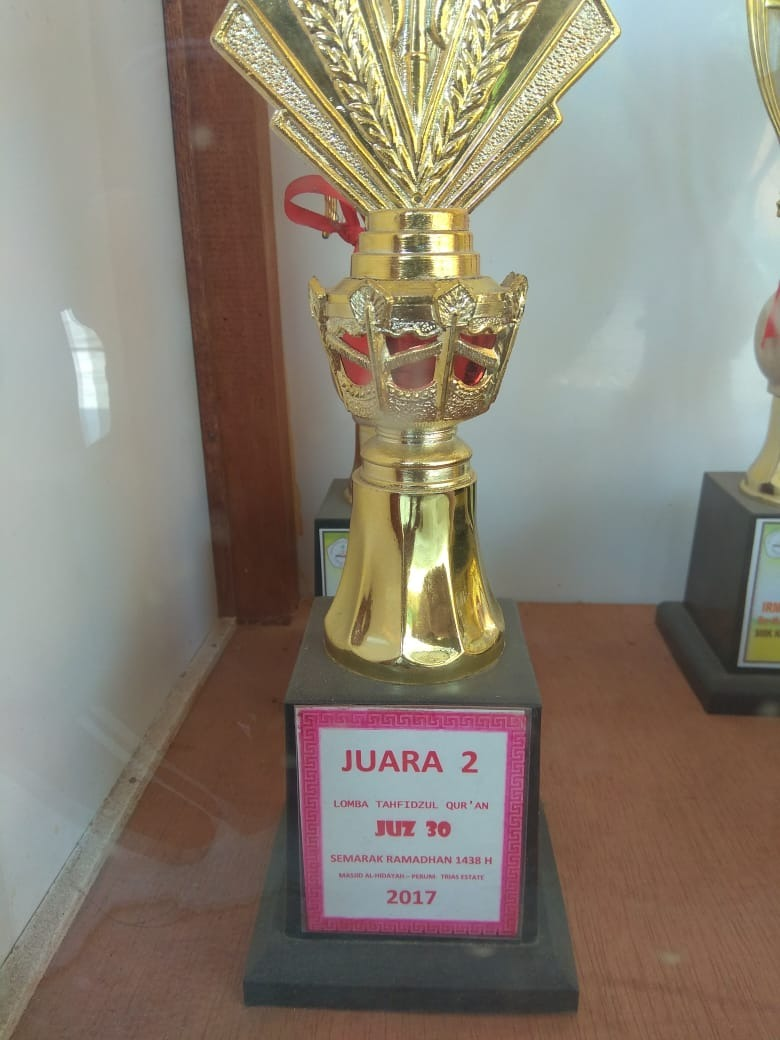 JUARA 2
LOMBA TAHFIDZUL QUR'AN
JUZ 30
SEMARAK RAMADHAN 1438 H
MASJID AL-HIDAYAH – PERUM. TRIAS ESTATE
2017